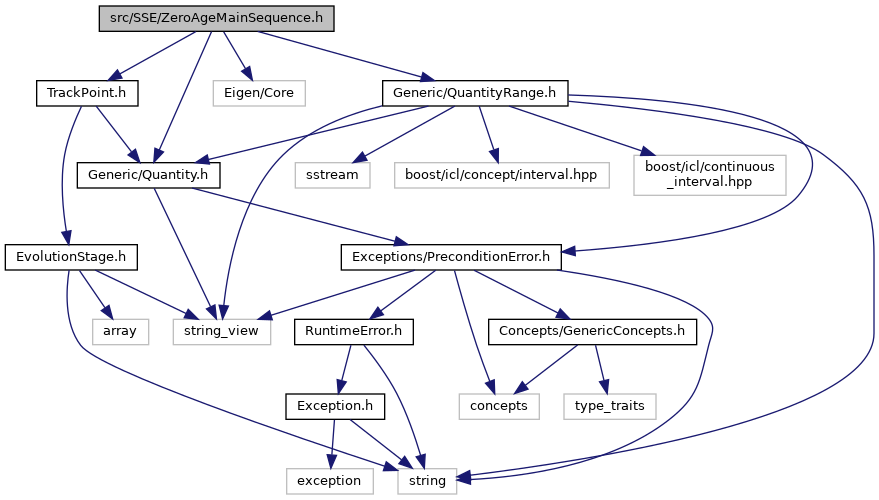 src/SSE/ZeroAgeMainSequence.h
TrackPoint.h
Eigen/Core
Generic/QuantityRange.h
Generic/Quantity.h
sstream
boost/icl/concept/interval.hpp
boost/icl/continuous
_interval.hpp
EvolutionStage.h
Exceptions/PreconditionError.h
array
string_view
RuntimeError.h
Concepts/GenericConcepts.h
Exception.h
concepts
type_traits
exception
string